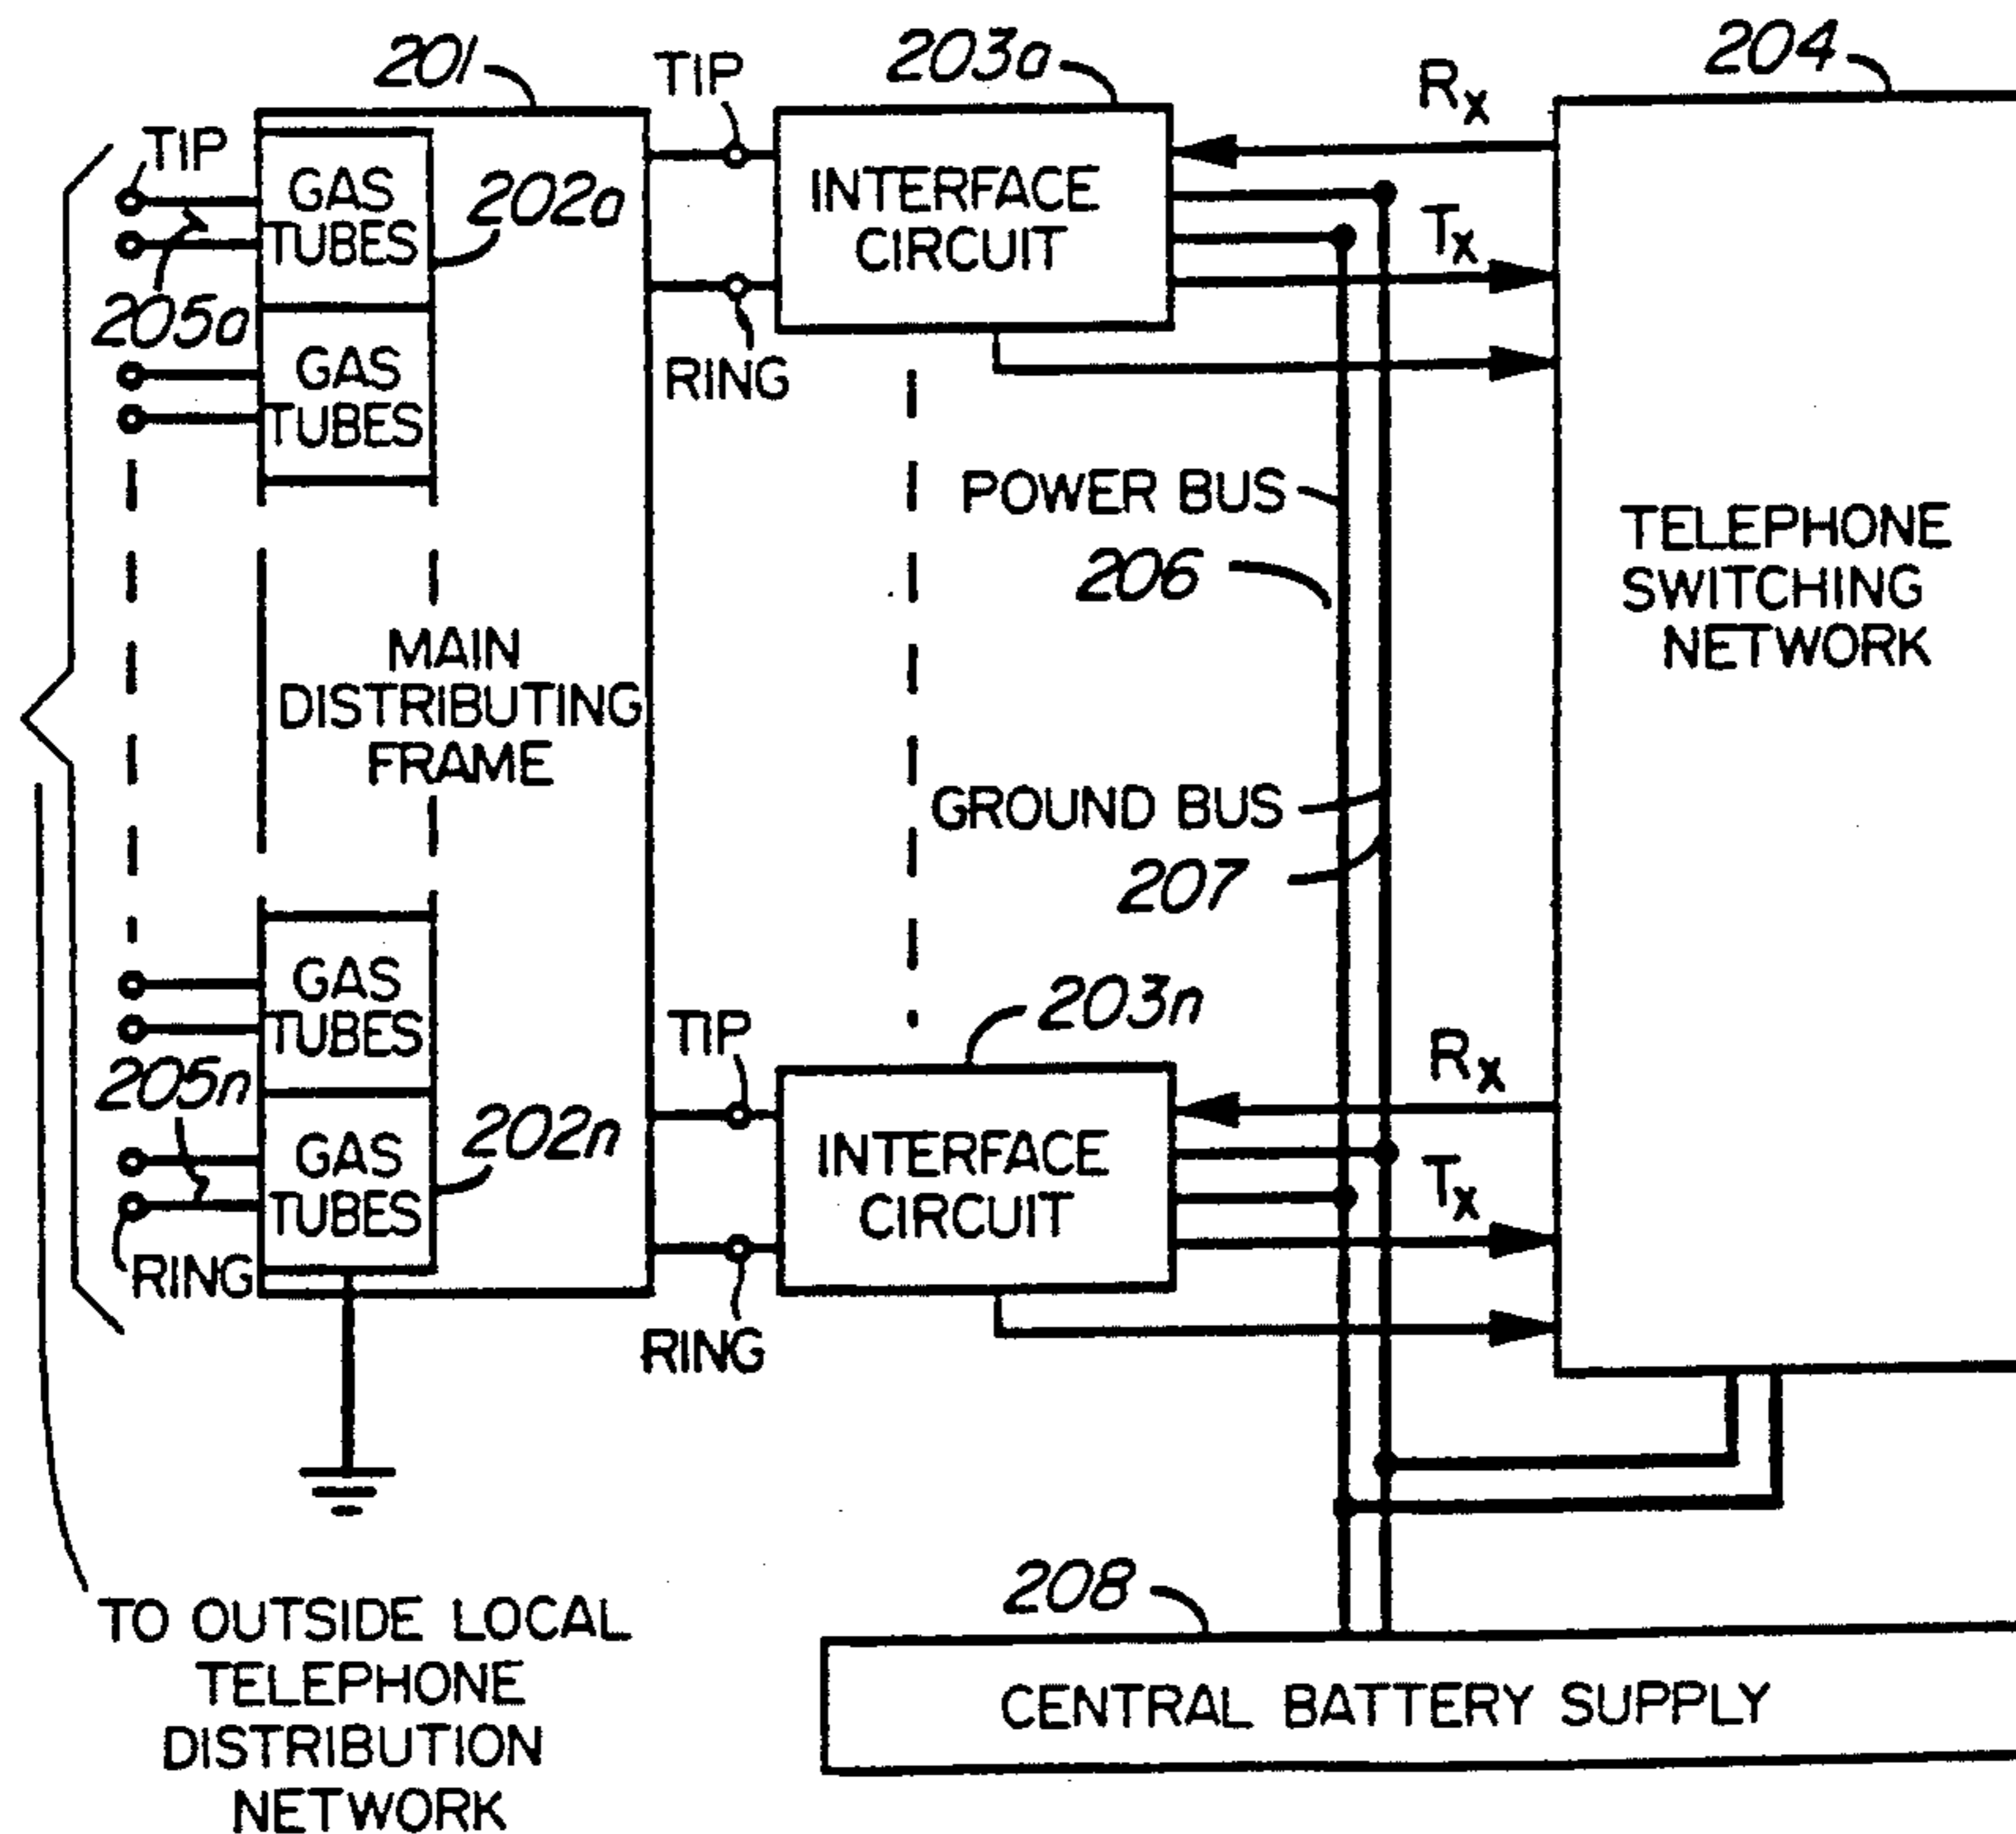 201
TIP
203a
204
Rx
TIP
GAS
TUBES
202a
INTERFACE
CIRCUIT
Tx
205a
RING
GAS
TUBES
POWER BUS
206
TELEPHONE
SWITCHING
NETWORK
MAIN
DISTRIBUTING
FRAME
GROUND BUS
207
GAS
TUBES
203n
TIP
Rx
205n
GAS
TUBES
202n
INTERFACE
CIRCUIT
Tx
RING
RING
208
TO OUTSIDE LOCAL
TELEPHONE
DISTRIBUTION
NETWORK
CENTRAL BATTERY SUPPLY